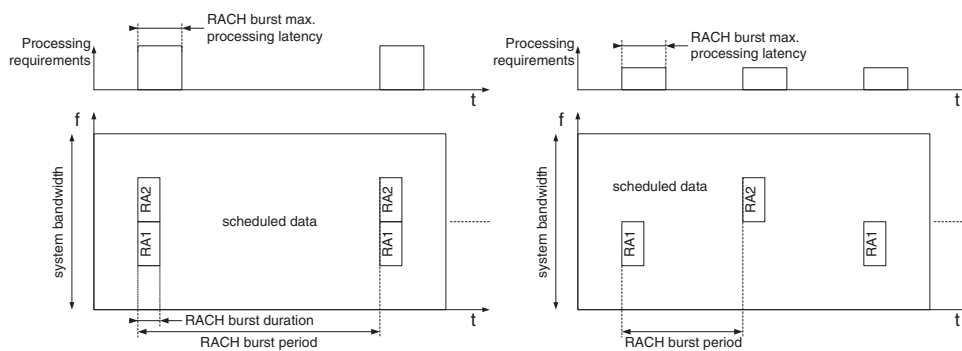 RACH burst max.
processing latency
Processing
requirements
t
f
system bandwidth
RA2
RA1
scheduled data
RA2
RA1
t
RACH burst duration
RACH burst period
RACH burst max.
processing latency
Processing
requirements
t
f
system bandwidth
scheduled data
RA2
RA1
RA1
t
RACH burst period